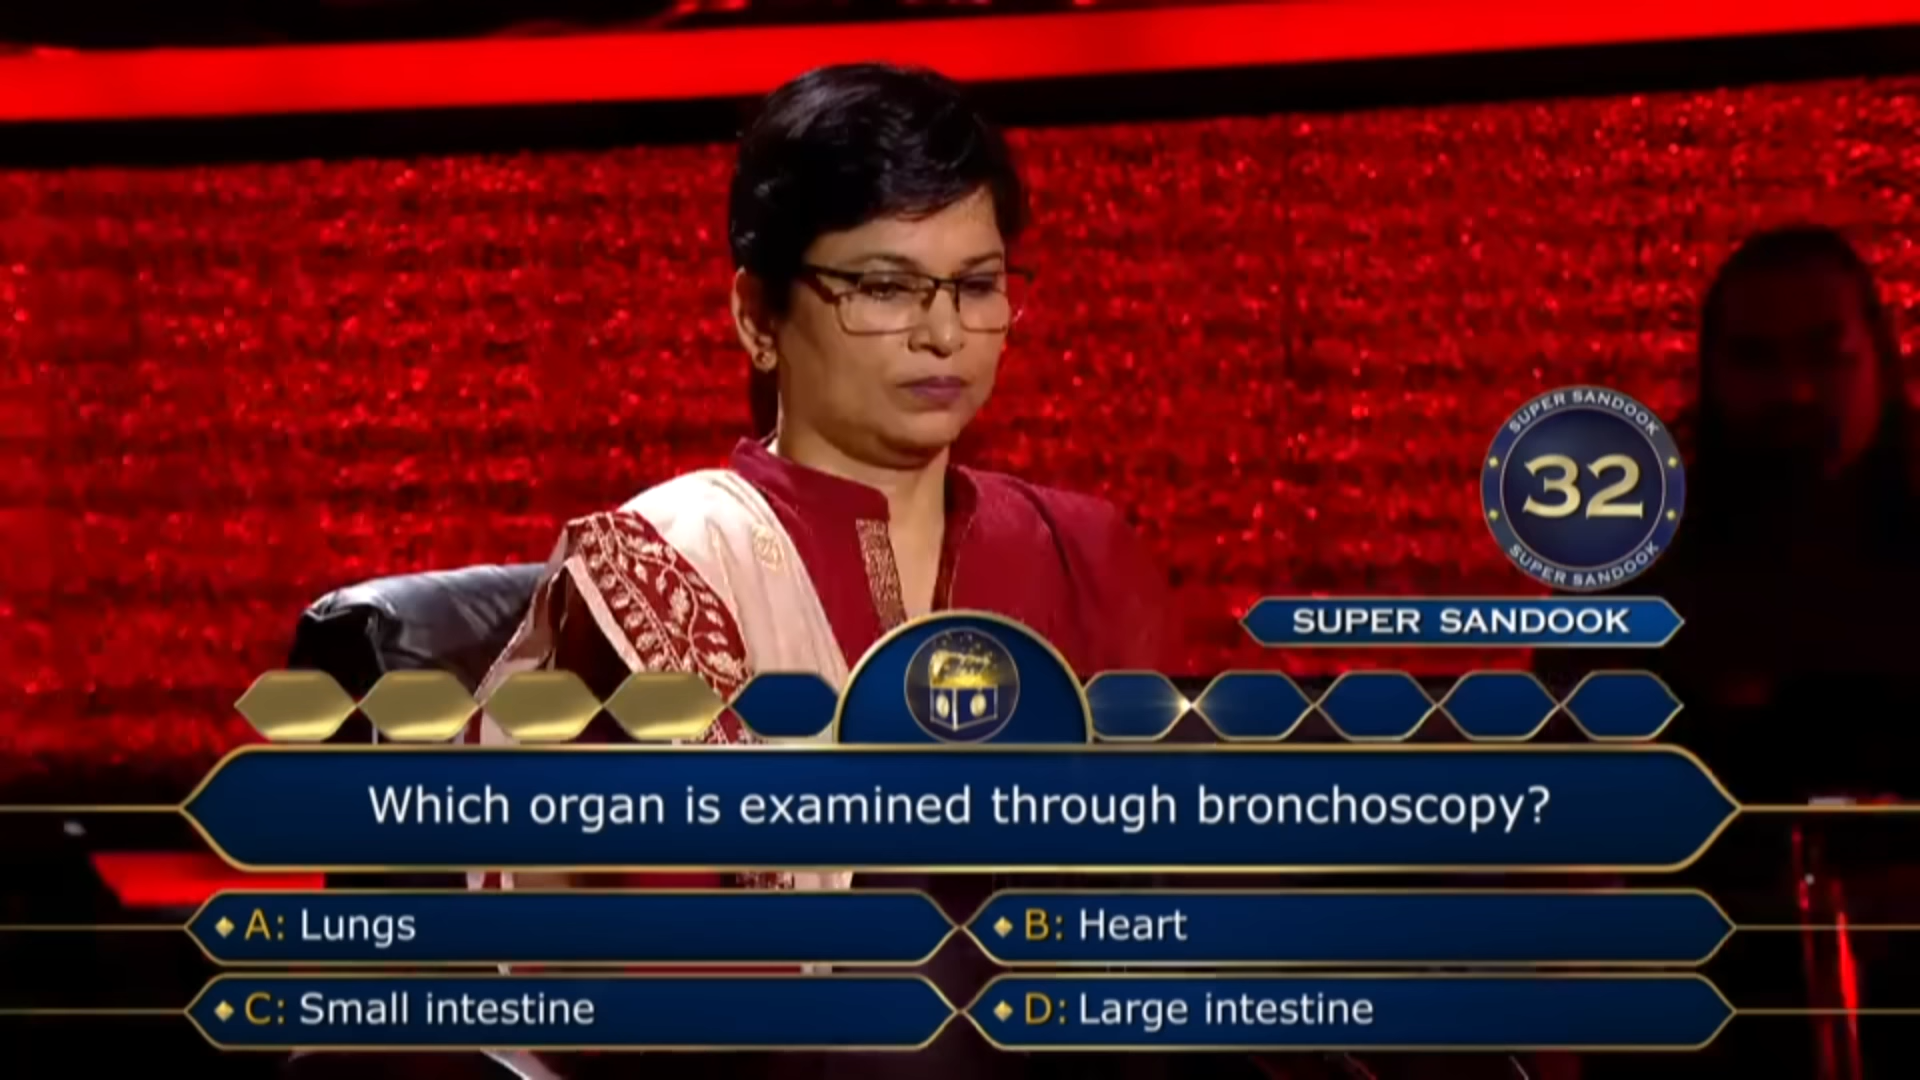 SUPER SANDOOK
32
SUPER SANDOOK
SUPER SANDOOK
Which organ is examined through bronchoscopy?
A: Lungs
B: Heart
C: Small intestine
D: Large intestine